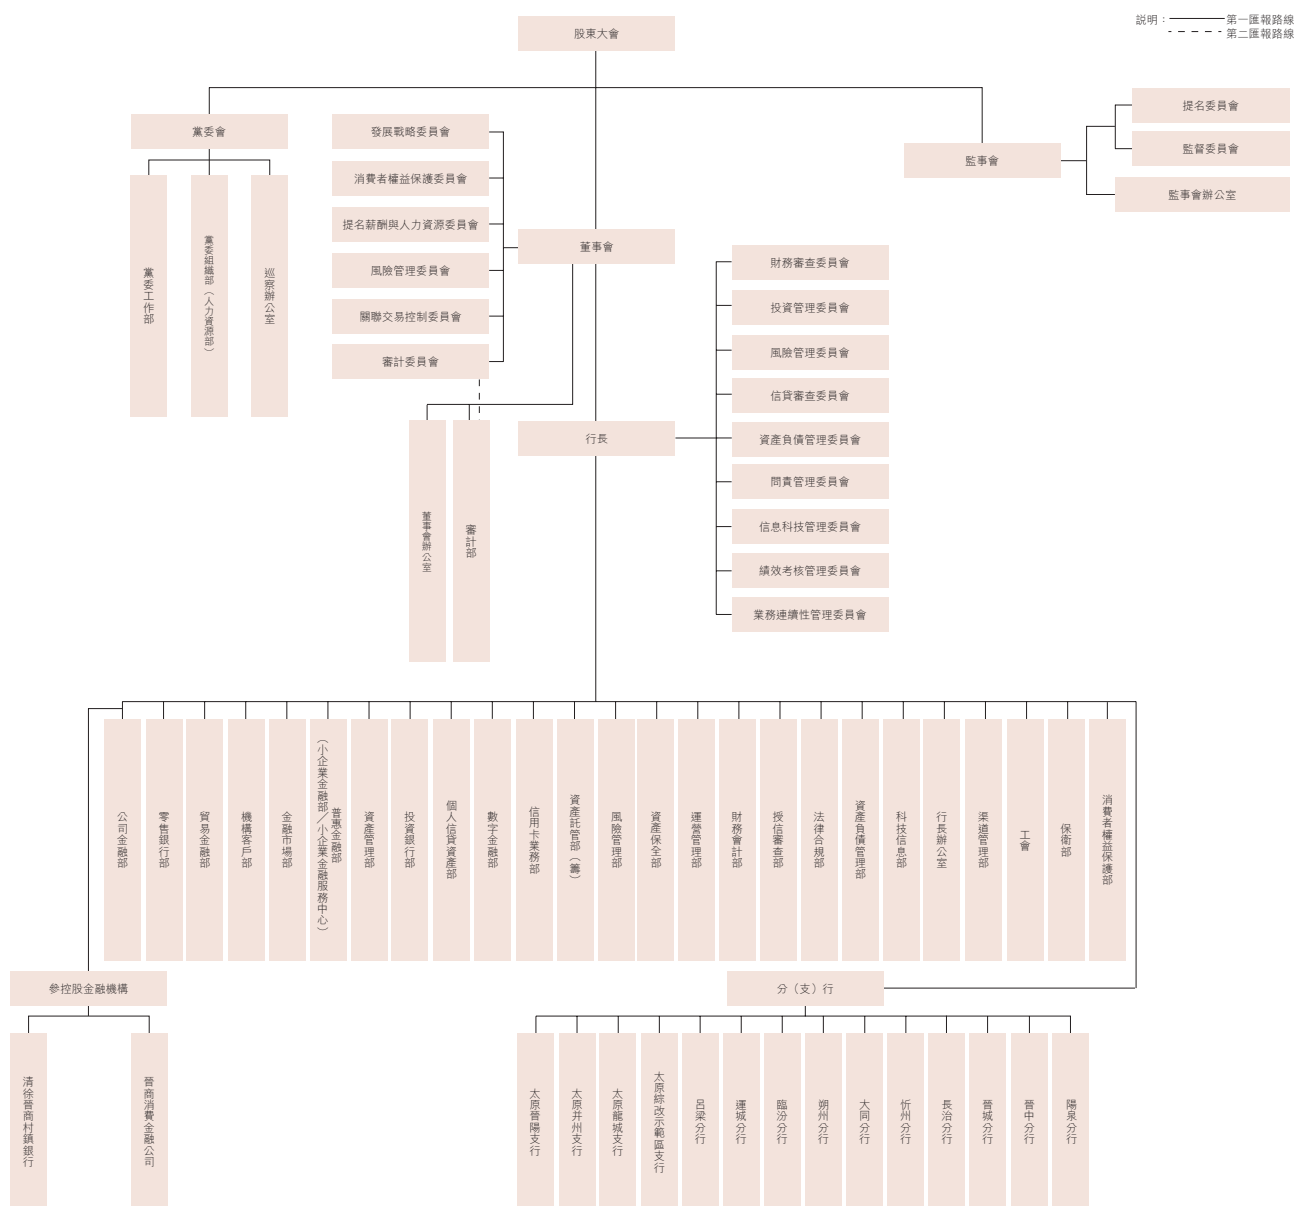 説明：第一匯報路線
第二匯報路線
股東大會
黨委會
黨委工作部
黨委組織部（人力資源部）
巡察辦公室
發展戰略委員會
消費者權益保護委員會
提名薪酬與人力資源委員會
風險管理委員會
關聯交易控制委員會
審計委員會
董事會
監事會
提名委員會
監督委員會
監事會辦公室
董事會辦公室
審計部
行長
財務審查委員會
投資管理委員會
風險管理委員會
信貸審查委員會
資產負債管理委員會
問責管理委員會
信息科技管理委員會
績效考核管理委員會
業務連續性管理委員會
公司金融部
零售銀行部
貿易金融部
機構客戶部
金融市場部
普惠金融部
（小企業金融部／小企業金融服務中心）
資產管理部
投資銀行部
個人信貸資產部
數字金融部
信用卡業務部
資產託管部（籌）
風險管理部
資產保全部
運營管理部
財務會計部
授信審查部
法律合規部
資產負債管理部
科技信息部
行長辦公室
渠道管理部
工會
保衛部
消費者權益保護部
參控股金融機構
清徐晉商村鎮銀行
晉商消費金融公司
分（支）行
太原晉陽支行
太原并州支行
太原龍城支行
太原綜改示範區支行
呂梁分行
運城分行
臨汾分行
朔州分行
大同分行
忻州分行
長治分行
晉城分行
晉中分行
陽泉分行